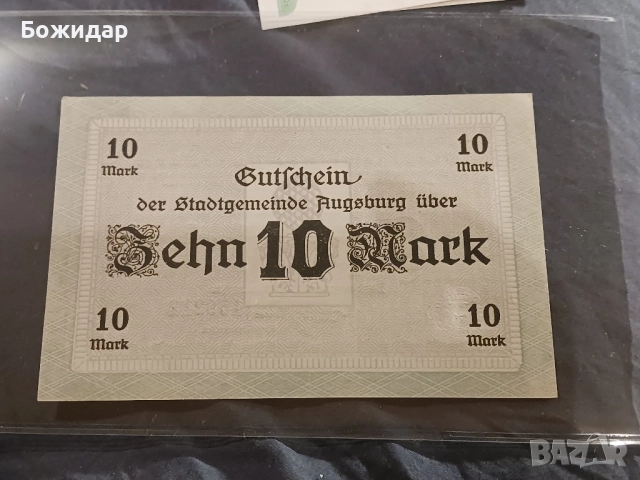 Божидар
10
Mark
10
Mark
Gutschein
der Stadtgemeinde Augsburg über
Zehn 10 Mark
10
Mark
10
Mark
BAZAR